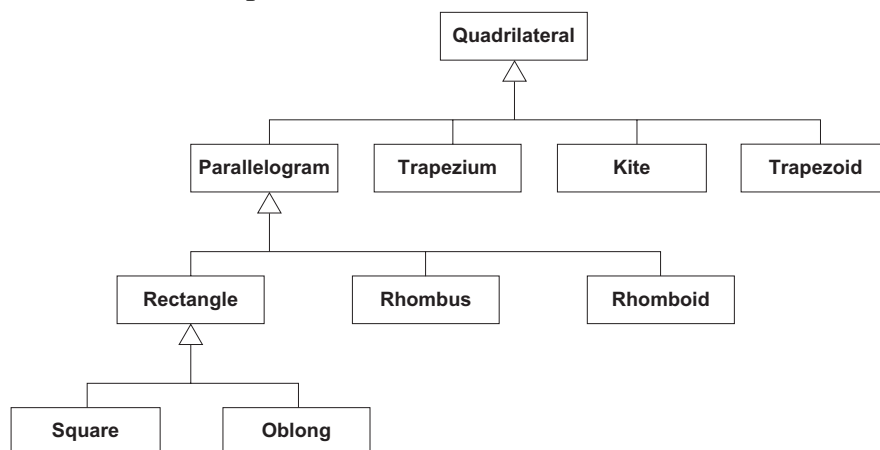 Quadrilateral
Parallelogram
Trapezium
Kite
Trapezoid
Rectangle
Rhombus
Rhomboid
Square
Oblong